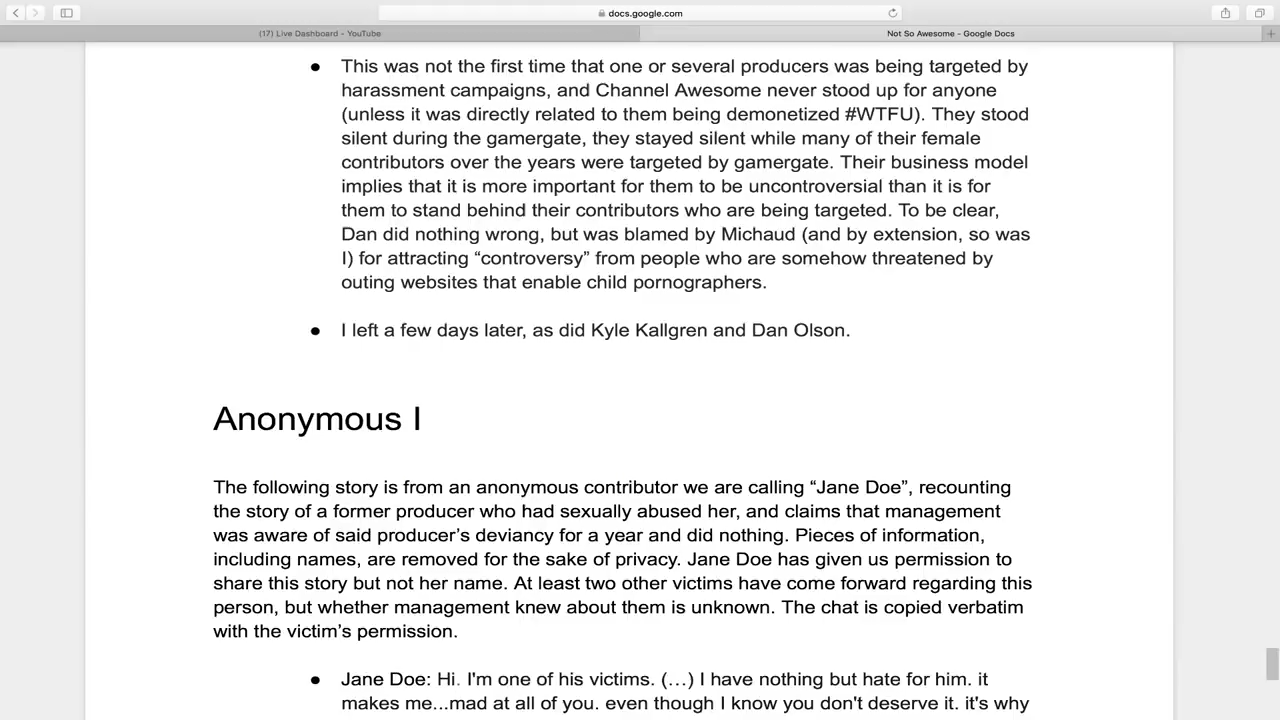 docs.google.com
(17) Live Dashboard - YouTube
Not So Awesome - Google Docs
● This was not the first time that one or several producers was being targeted by
harassment campaigns, and Channel Awesome never stood up for anyone
(unless it was directly related to them being demonetized #WTFU). They stood
silent during the gamergate, they stayed silent while many of their female
contributors over the years were targeted by gamergate. Their business model
implies that it is more important for them to be uncontroversial than it is for
them to stand behind their contributors who are being targeted. To be clear,
Dan did nothing wrong, but was blamed by Michaud (and by extension, so was
I) for attracting “controversy” from people who are somehow threatened by
outing websites that enable child pornographers.
● I left a few days later, as did Kyle Kallgren and Dan Olson.
Anonymous I
The following story is from an anonymous contributor we are calling “Jane Doe”, recounting
the story of a former producer who had sexually abused her, and claims that management
was aware of said producer’s deviancy for a year and did nothing. Pieces of information,
including names, are removed for the sake of privacy. Jane Doe has given us permission to
share this story but not her name. At least two other victims have come forward regarding this
person, but whether management knew about them is unknown. The chat is copied verbatim
with the victim’s permission.
● Jane Doe: Hi. I'm one of his victims. (…) I have nothing but hate for him. it
makes me...mad at all of you. even though I know you don't deserve it. it's why